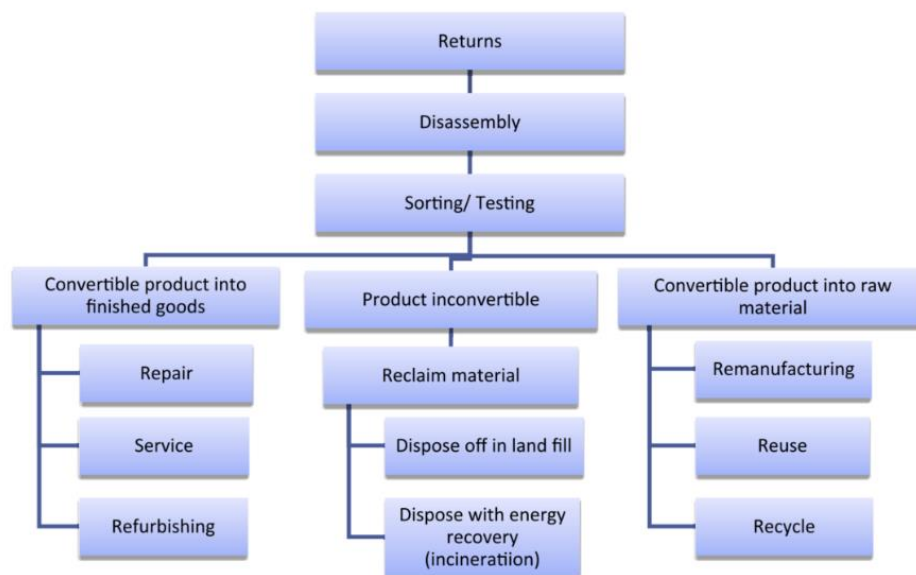 Returns
Disassembly
Sorting/ Testing
Convertible product into
finished goods
Product inconvertible
Convertible product into raw
material
Repair
Service
Refurbishing
Reclaim material
Dispose off in land fill
Dispose with energy
recovery
(incineratiion)
Remanufacturing
Reuse
Recycle